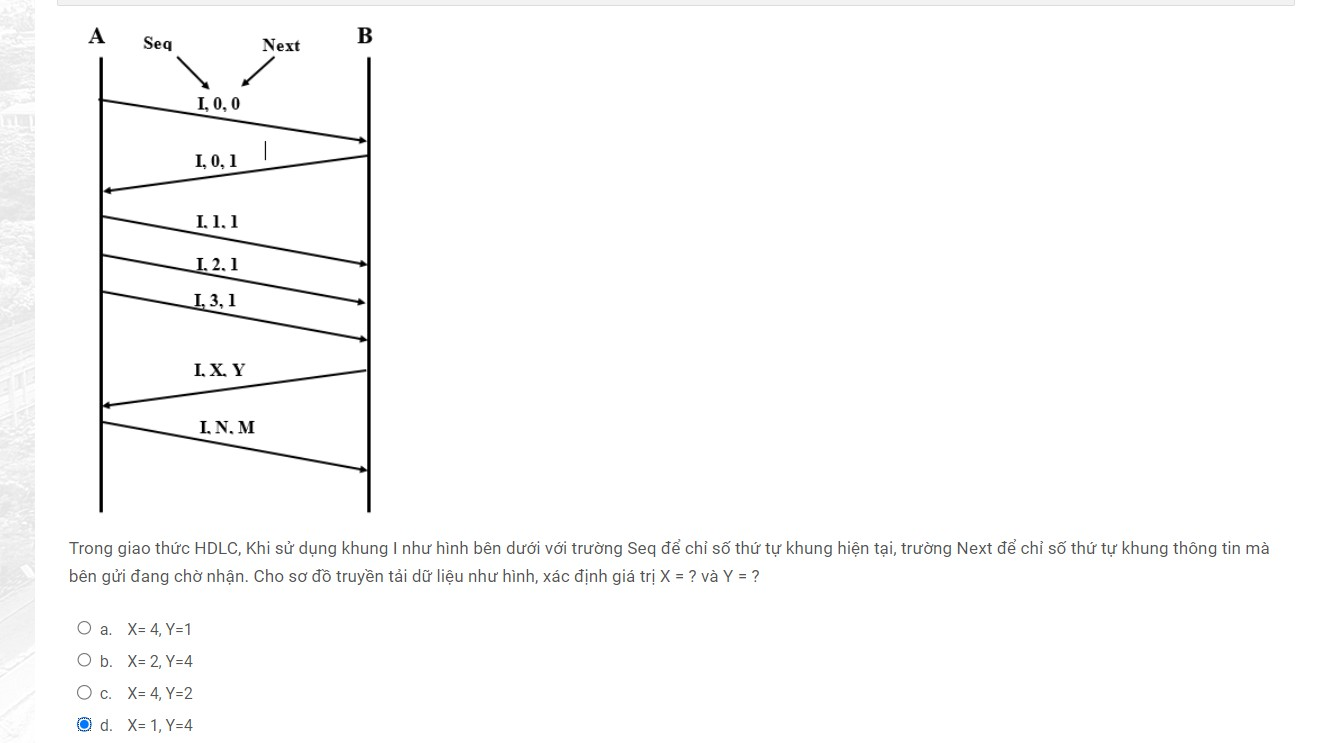 A Seq Next B
I, 0, 0
I, 0, 1
I, 1, 1
I, 2, 1
I, 3, 1
I, X, Y
I, N, M
Trong giao thức HDLC, Khi sử dụng khung I như hình bên dưới với trường Seq để chỉ số thứ tự khung hiện tại, trường Next để chỉ số thứ tự khung thông tin mà
bên gửi đang chờ nhận. Cho sơ đồ truyền tải dữ liệu như hình, xác định giá trị X = ? và Y = ?
a. X= 4, Y=1
b. X= 2, Y=4
c. X= 4, Y=2
d. X= 1, Y=4